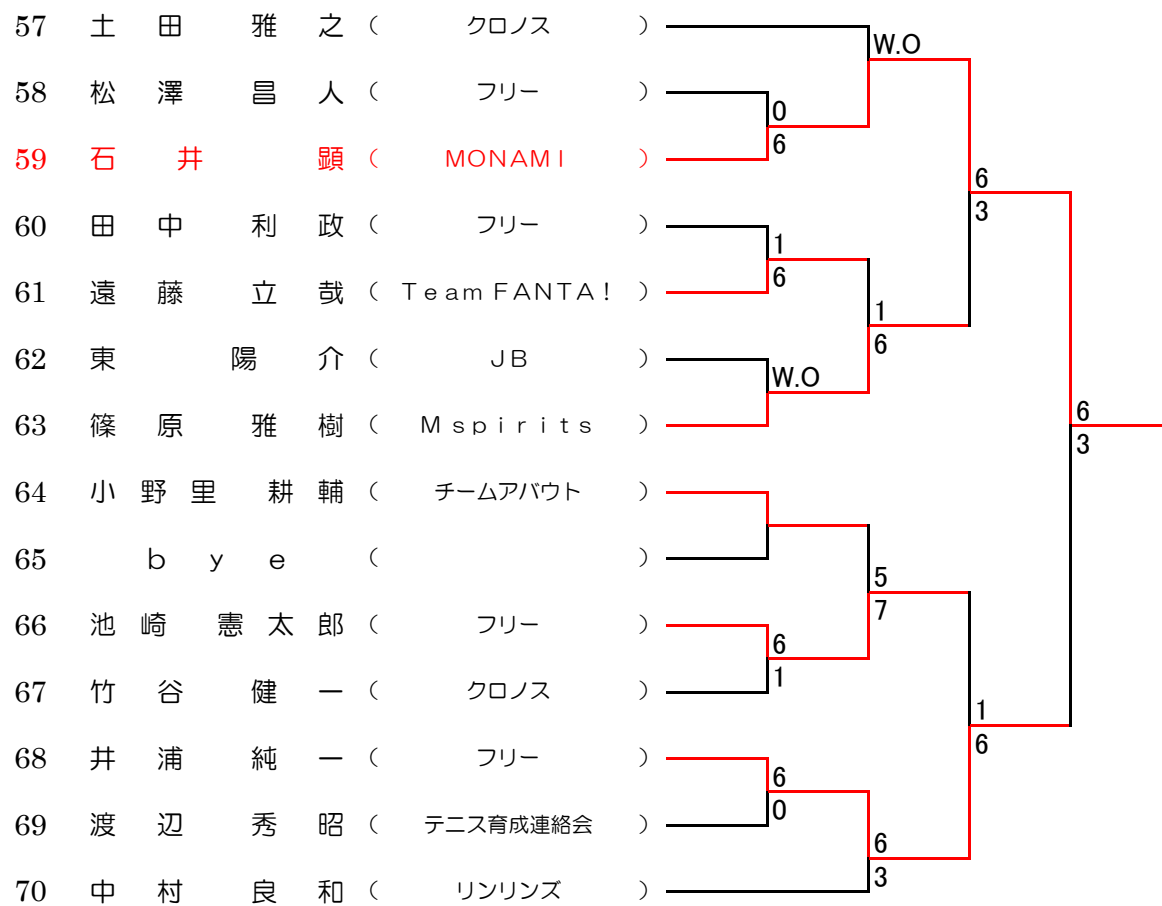 57 土田 雅之 ( クロノス )
W.O
58 松澤 昌人 ( フリー )
0
59 石井 顕 ( MONAMI )
6
6
3
60 田中 利政 ( フリー )
1
61 遠藤 立哉 ( Team FANTA! )
6
1
6
62 東 陽介 ( JB )
W.O
63 篠原 雅樹 ( Mspirits )
6
3
64 小野里 耕輔 ( チームアバウト )
65 bye ( )
5
7
66 池崎 憲太郎 ( フリー )
6
67 竹谷 健一 ( クロノス )
1
1
6
68 井浦 純一 ( フリー )
6
69 渡辺 秀昭 ( テニス育成連絡会 )
0
6
3
70 中村 良和 ( リンリンズ )